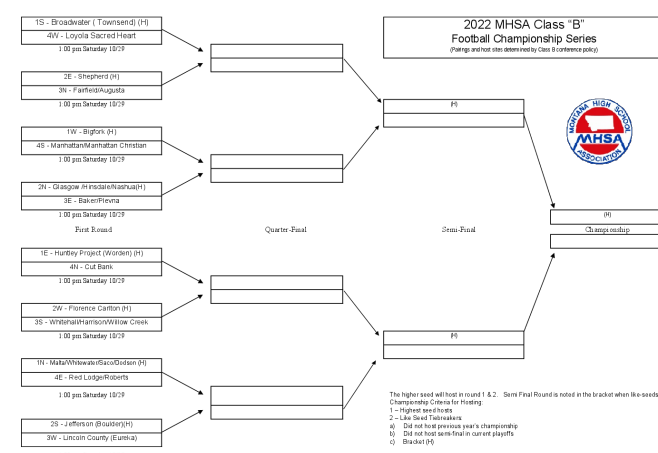 2022 MHSA Class "B"
Football Championship Series
(Pairings and host sites determined by Class B conference policy)
MONTANA HIGH SCHOOL
MHSA
ASSOCIATION
1S - Broadwater ( Townsend) (H)
4W - Loyola Sacred Heart
1:00 pm Saturday 10/29
2E - Shepherd (H)
3N - Fairfield/Augusta
1:00 pm Saturday 10/29
(H)
1W - Bigfork (H)
4S - Manhattan/Manhattan Christian
1:00 pm Saturday 10/29
2N - Glasgow /Hinsdale/Nashua(H)
3E - Baker/Plevna
1:00 pm Saturday 10/29
(H)
First Round
Quarter-Final
Semi-Final
Championship
1E - Huntley Project (Worden) (H)
4N - Cut Bank
1:00 pm Saturday 10/29
2W - Florence Carlton (H)
3S - Whitehall/Harrison/Willow Creek
1:00 pm Saturday 10/29
(H)
1N - Malta/Whitewater/Saco/Dodson (H)
4E - Red Lodge/Roberts
1:00 pm Saturday 10/29
2S - Jefferson (Boulder)(H)
3W - Lincoln County (Eureka)
The higher seed will host in round 1 & 2. Semi Final Round is noted in the bracket when like-seeds
Championship Criteria for Hosting:
1 – Highest seed hosts
2 – Like Seed Tiebreakers:
a) Did not host previous year's championship
b) Did not host semi-final in current playoffs
c) Bracket (H)